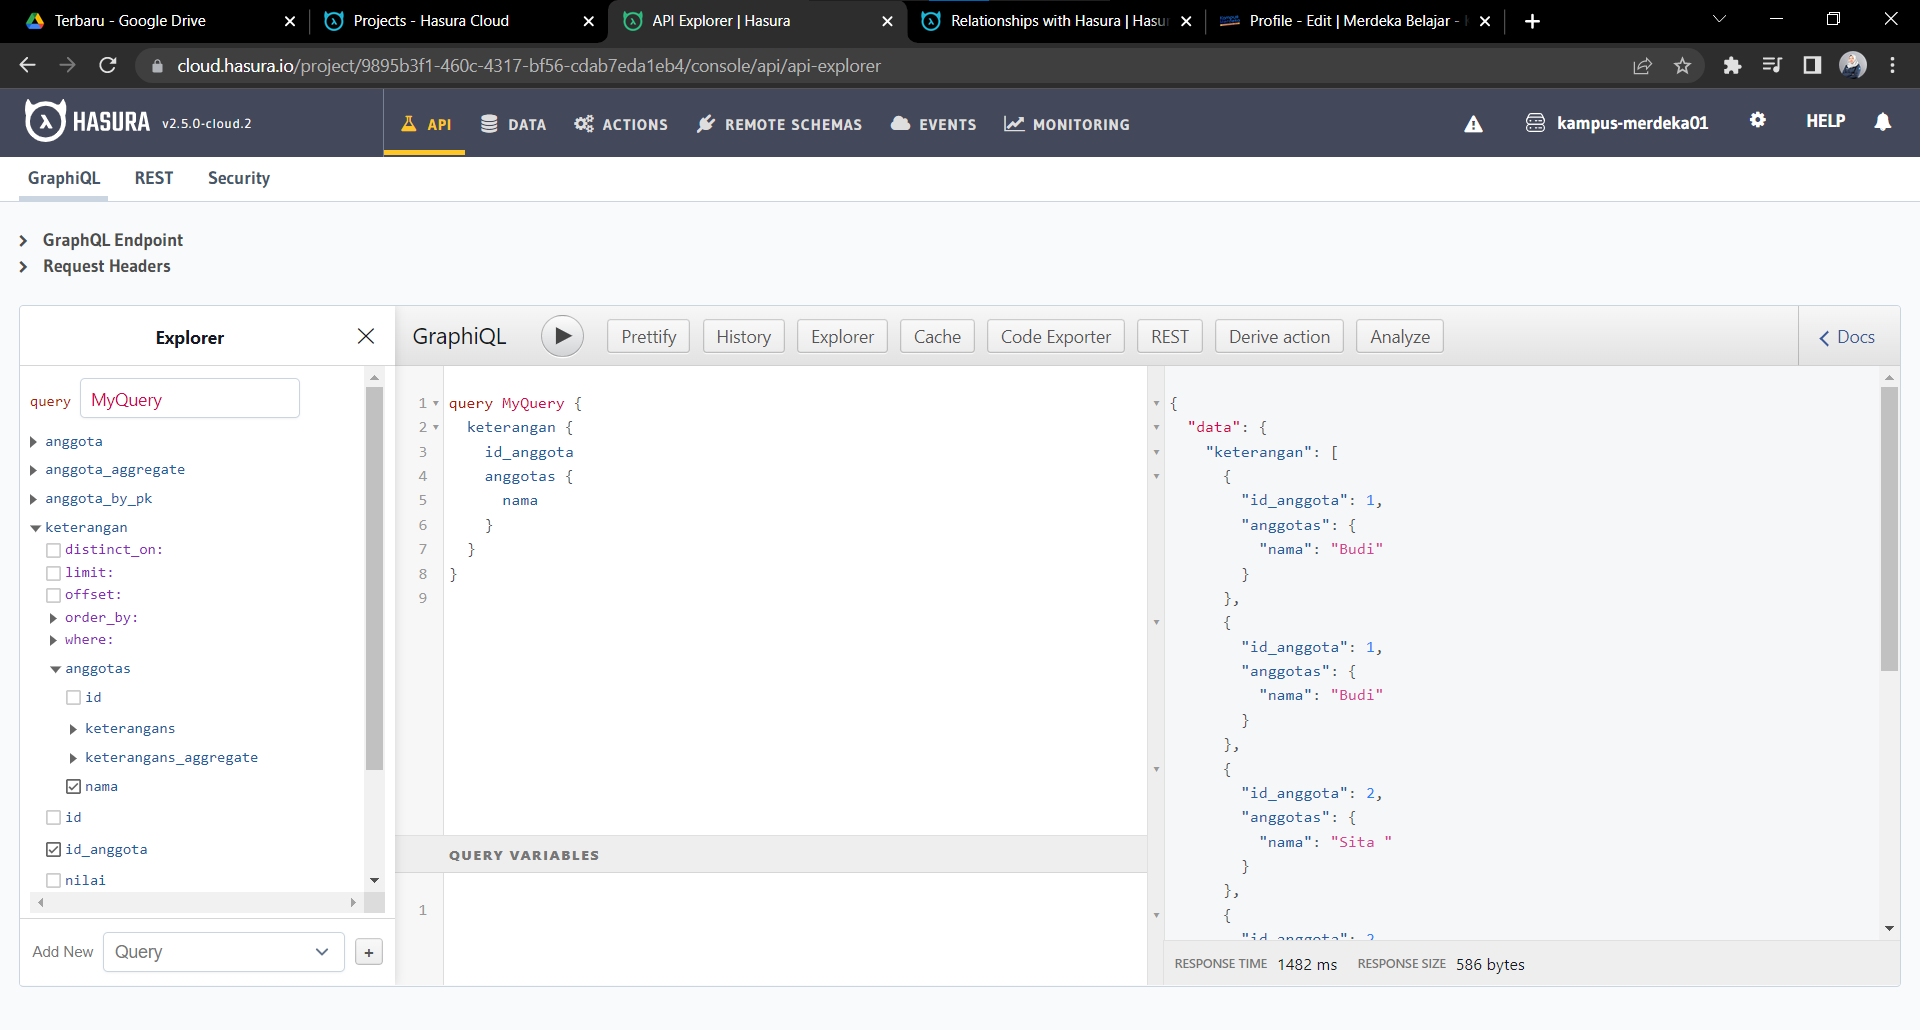 Terbaru - Google Drive
Projects - Hasura Cloud
API Explorer | Hasura
Relationships with Hasura | Hasu
Profile - Edit | Merdeka Belajar -
cloud.hasura.io/project/9895b3f1-460c-4317-bf56-cdab7eda1eb4/console/api/api-explorer
HASURA v2.5.0-cloud.2
API DATA ACTIONS REMOTE SCHEMAS EVENTS MONITORING
kampus-merdeka01 HELP
GraphiQL REST Security
GraphQL Endpoint
Request Headers
Explorer
query MyQuery
anggota
anggota_aggregate
anggota_by_pk
keterangan
distinct_on:
limit:
offset:
order_by:
where:
anggotas
id
keterangans
keterangans_aggregate
nama
id
id_anggota
nilai
Add New Query +
GraphiQL Prettify History Explorer Cache Code Exporter REST Derive action Analyze Docs
1 query MyQuery {
2 keterangan {
3 id_anggota
4 anggotas {
5 nama
6 }
7 }
8 }
9
QUERY VARIABLES
1
{
"data": {
"keterangan": [
{
"id_anggota": 1,
"anggotas": {
"nama": "Budi"
}
},
{
"id_anggota": 1,
"anggotas": {
"nama": "Budi"
}
},
{
"id_anggota": 2,
"anggotas": {
"nama": "Sita "
}
},
{
"id_anggota": 2
RESPONSE TIME 1482 ms RESPONSE SIZE 586 bytes